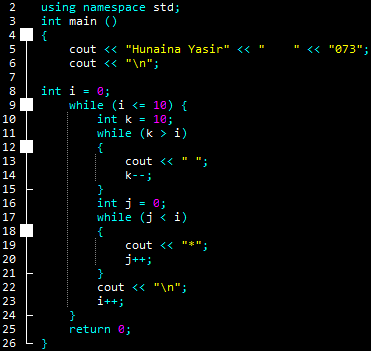 2 using namespace std;
3 int main ()
4 {
5     cout << "Hunaina Yasir" << "    " << "073";
6     cout << "\n";
7
8 int i = 0;
9     while (i <= 10) {
10         int k = 10;
11         while (k > i)
12         {
13             cout << " ";
14             k--;
15         }
16         int j = 0;
17         while (j < i)
18         {
19             cout << "*";
20             j++;
21         }
22         cout << "\n";
23         i++;
24     }
25     return 0;
26 }